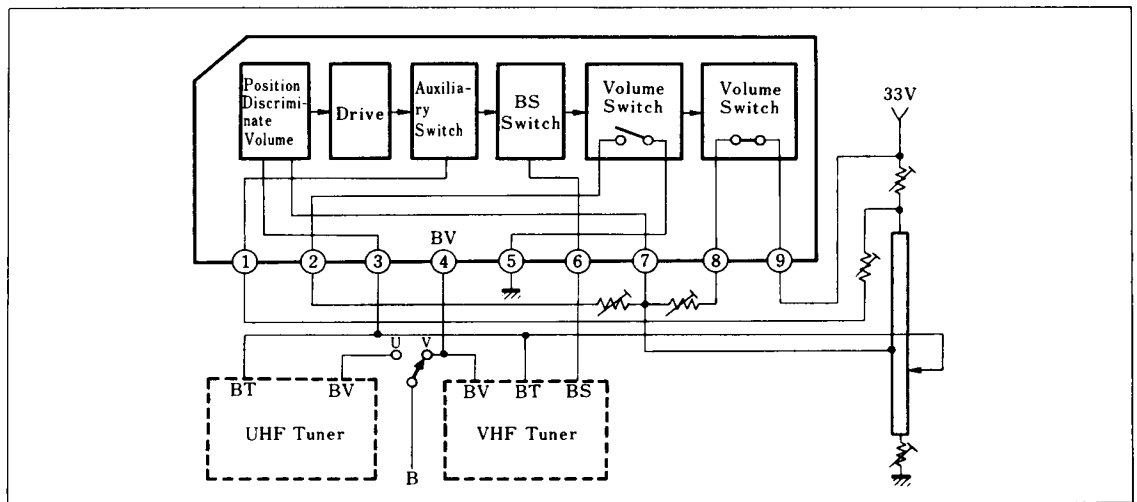 Position
Discrimi-
nate
Volume
Drive
Auxilia-
ry
Switch
BS
Switch
Volume
Switch
Volume
Switch
33V
BV
1 2 3 4 5 6 7 8 9
U V
BT BV
UHF Tuner
BV BT BS
VHF Tuner
B